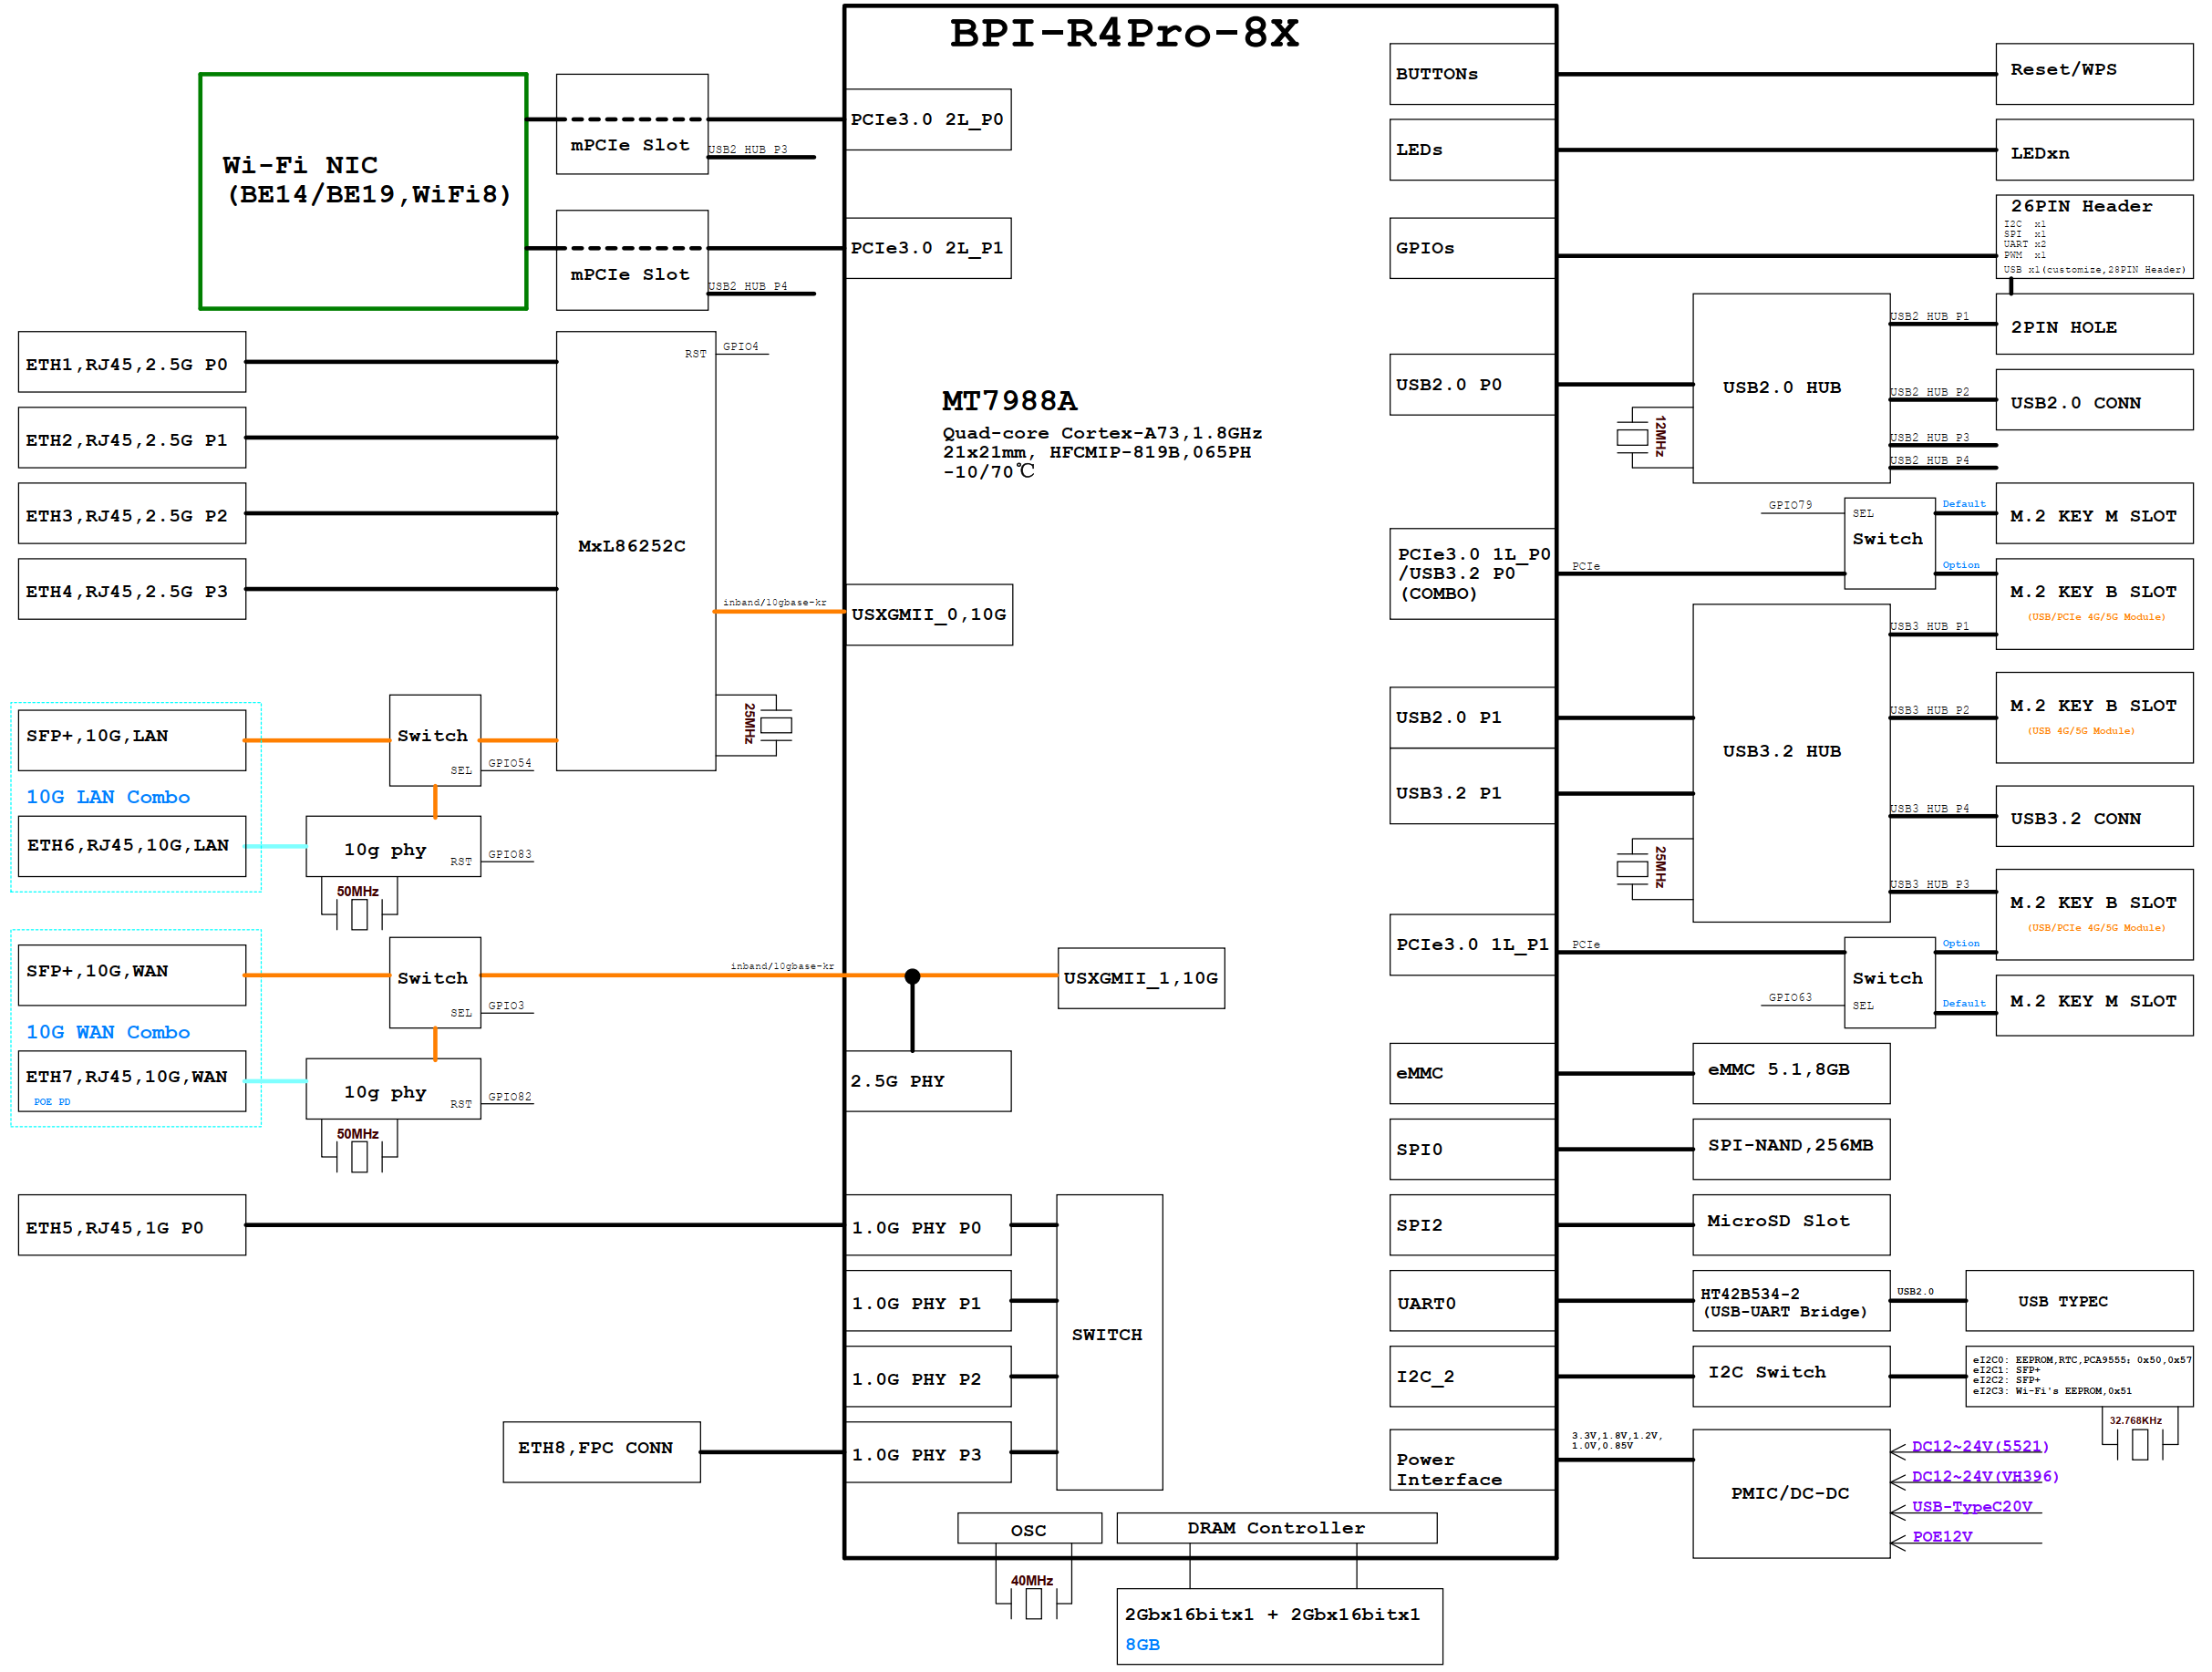 BPI-R4Pro-8X
Wi-Fi NIC
(BE14/BE19,WiFi8)
mPCIe Slot
USB2 HUB P3
PCIe3.0 2L_P0
mPCIe Slot
USB2 HUB P4
PCIe3.0 2L_P1
ETH1,RJ45,2.5G P0
ETH2,RJ45,2.5G P1
ETH3,RJ45,2.5G P2
ETH4,RJ45,2.5G P3
RST
GPIO4
MxL86252C
inband/10gbase-kr
USXGMII_0,10G
25MHz
MT7988A
Quad-core Cortex-A73,1.8GHz
21x21mm, HFCMIP-819B,065PH
-10/70℃
SFP+,10G,LAN
Switch
SEL
GPIO54
10G LAN Combo
ETH6,RJ45,10G,LAN
10g phy
RST
GPIO83
50MHz
SFP+,10G,WAN
Switch
SEL
GPIO3
inband/10gbase-kr
USXGMII_1,10G
10G WAN Combo
ETH7,RJ45,10G,WAN
POE PD
10g phy
RST
GPIO82
50MHz
2.5G PHY
ETH5,RJ45,1G P0
1.0G PHY P0
1.0G PHY P1
1.0G PHY P2
1.0G PHY P3
SWITCH
ETH8,FPC CONN
OSC
40MHz
DRAM Controller
2Gbx16bitx1 + 2Gbx16bitx1
8GB
BUTTONs
Reset/WPS
LEDs
LEDxn
GPIOs
26PIN Header
I2C x1
SPI x1
UART x2
PWM x1
USB x1(customize,28PIN Header)
USB2.0 P0
12MHz
USB2.0 HUB
USB2 HUB P1
2PIN HOLE
USB2 HUB P2
USB2.0 CONN
USB2 HUB P3
USB2 HUB P4
PCIe3.0 1L_P0
/USB3.2 P0
(COMBO)
PCIe
GPIO79
SEL
Switch
Default
M.2 KEY M SLOT
Option
M.2 KEY B SLOT
(USB/PCIe 4G/5G Module)
USB2.0 P1
USB3.2 P1
25MHz
USB3.2 HUB
USB3 HUB P1
USB3 HUB P2
M.2 KEY B SLOT
(USB 4G/5G Module)
USB3 HUB P4
USB3.2 CONN
USB3 HUB P3
M.2 KEY B SLOT
(USB/PCIe 4G/5G Module)
PCIe3.0 1L_P1
PCIe
GPIO63
Switch
SEL
Option
Default
M.2 KEY M SLOT
eMMC
eMMC 5.1,8GB
SPI0
SPI-NAND,256MB
SPI2
MicroSD Slot
UART0
HT42B534-2
(USB-UART Bridge)
USB2.0
USB TYPEC
I2C_2
I2C Switch
eI2C0: EEPROM,RTC,PCA9555: 0x50,0x57
eI2C1: SFP+
eI2C2: SFP+
eI2C3: Wi-Fi's EEPROM,0x51
32.768KHz
Power
Interface
3.3V,1.8V,1.2V,
1.0V,0.85V
PMIC/DC-DC
DC12~24V(5521)
DC12~24V(VH396)
USB-TypeC20V
POE12V